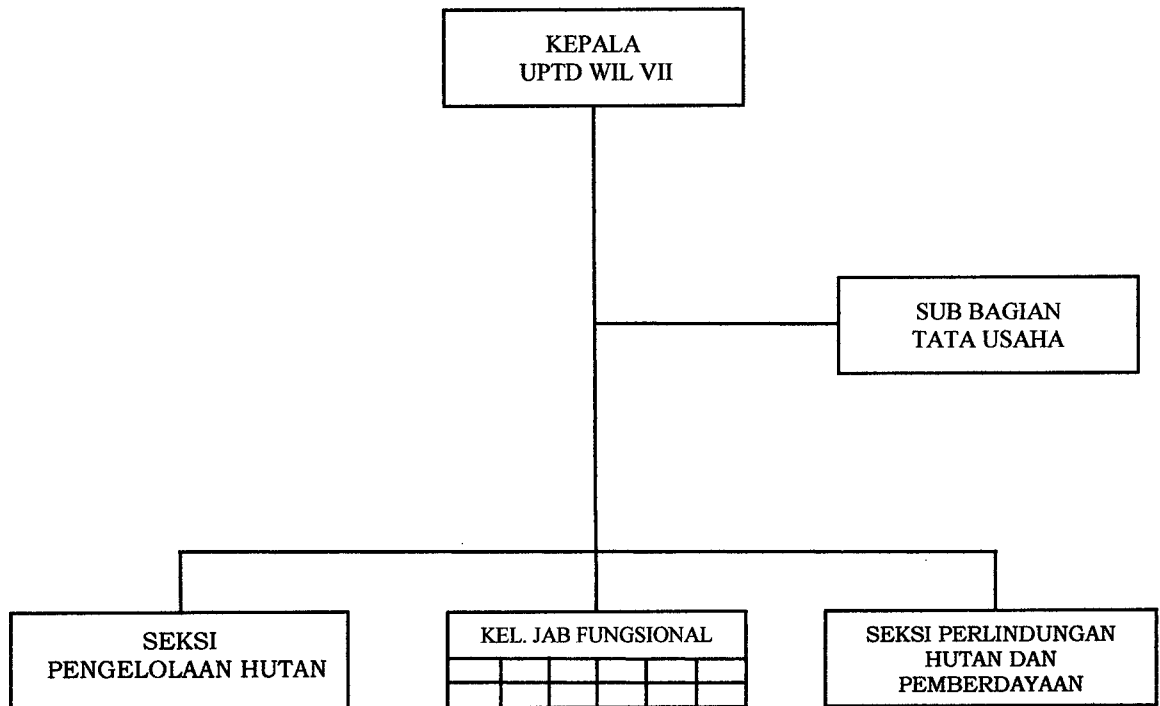 KEPALA
UPTD WIL VII
SUB BAGIAN
TATA USAHA
SEKSI
PENGELOLAAN HUTAN
KEL. JAB FUNGSIONAL
SEKSI PERLINDUNGAN
HUTAN DAN
PEMBERDAYAAN